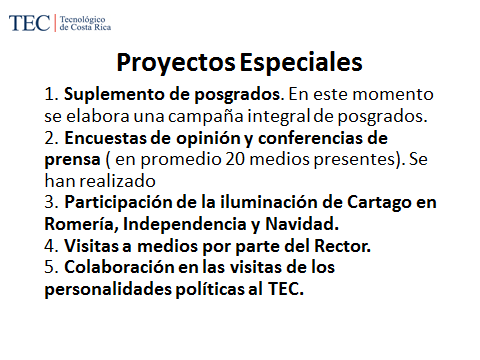 TEC | Tecnológico
de Costa Rica
Proyectos Especiales
1. Suplemento de posgrados. En este momento
se elabora una campaña integral de posgrados.
2. Encuestas de opinión y conferencias de
prensa ( en promedio 20 medios presentes). Se
han realizado
3. Participación de la iluminación de Cartago en
Romería, Independencia y Navidad.
4. Visitas a medios por parte del Rector.
5. Colaboración en las visitas de los
personalidades políticas al TEC.